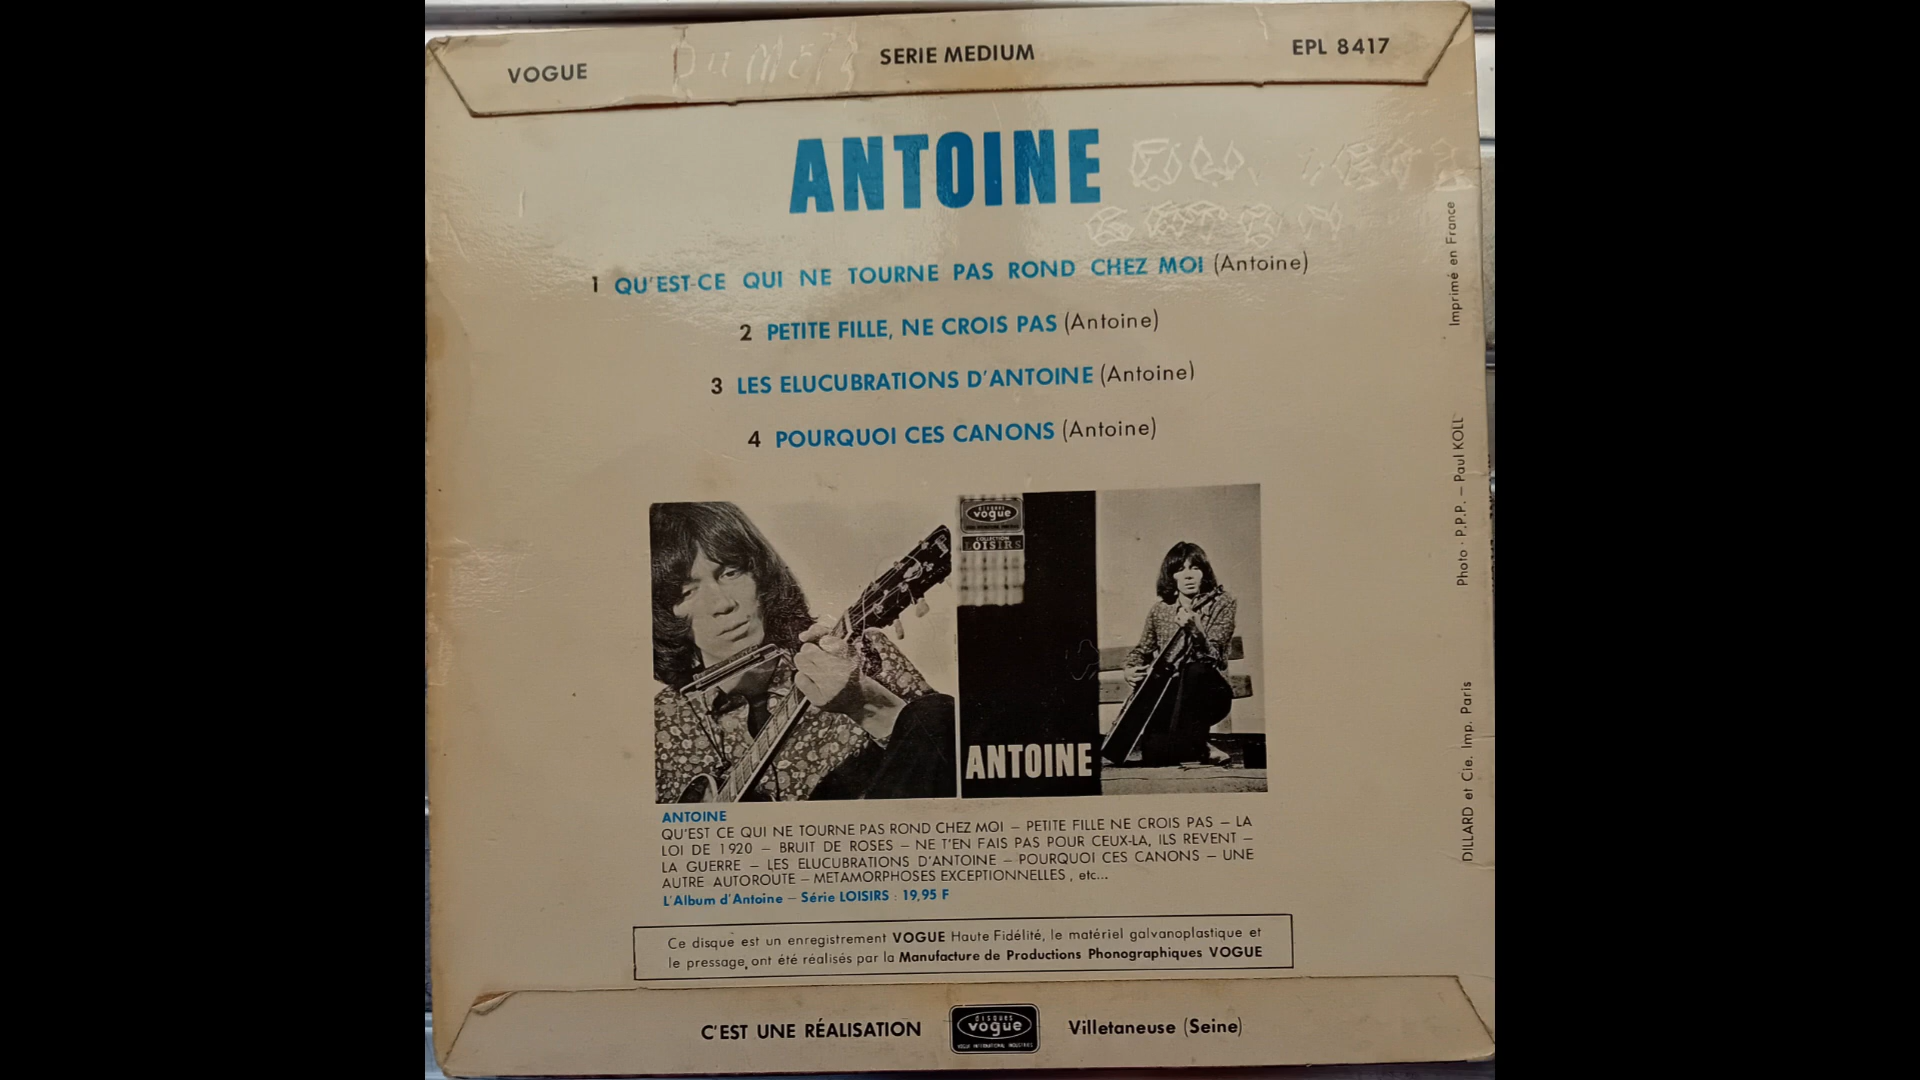 VOGUE SERIE MEDIUM EPL 8417
ANTOINE
1 QU'EST-CE QUI NE TOURNE PAS ROND CHEZ MOI (Antoine)
2 PETITE FILLE, NE CROIS PAS (Antoine)
3 LES ELUCUBRATIONS D'ANTOINE (Antoine)
4 POURQUOI CES CANONS (Antoine)
DISQUES
vogue
COLLECTION
LOISIRS
ANTOINE
ANTOINE
QU'EST CE QUI NE TOURNE PAS ROND CHEZ MOI – PETITE FILLE NE CROIS PAS – LA
LOI DE 1920 – BRUIT DE ROSES – NE T'EN FAIS PAS POUR CEUX-LA, ILS REVENT –
LA GUERRE – LES ELUCUBRATIONS D'ANTOINE – POURQUOI CES CANONS – UNE
AUTRE AUTOROUTE – METAMORPHOSES EXCEPTIONNELLES , etc...
L'Album d'Antoine – Série LOISIRS : 19,95 F
Ce disque est un enregistrement VOGUE Haute Fidélité, le matériel galvanoplastique et
le pressage, ont été réalisés par la Manufacture de Productions Phonographiques VOGUE
C'EST UNE RÉALISATION
DISQUES
vogue
VOGUE INTERNATIONAL INDUSTRIES
Villetaneuse (Seine)
Imprimé en France
Photo · P.P.P. – Paul KOLL
DILLARD et Cie. Imp. Paris